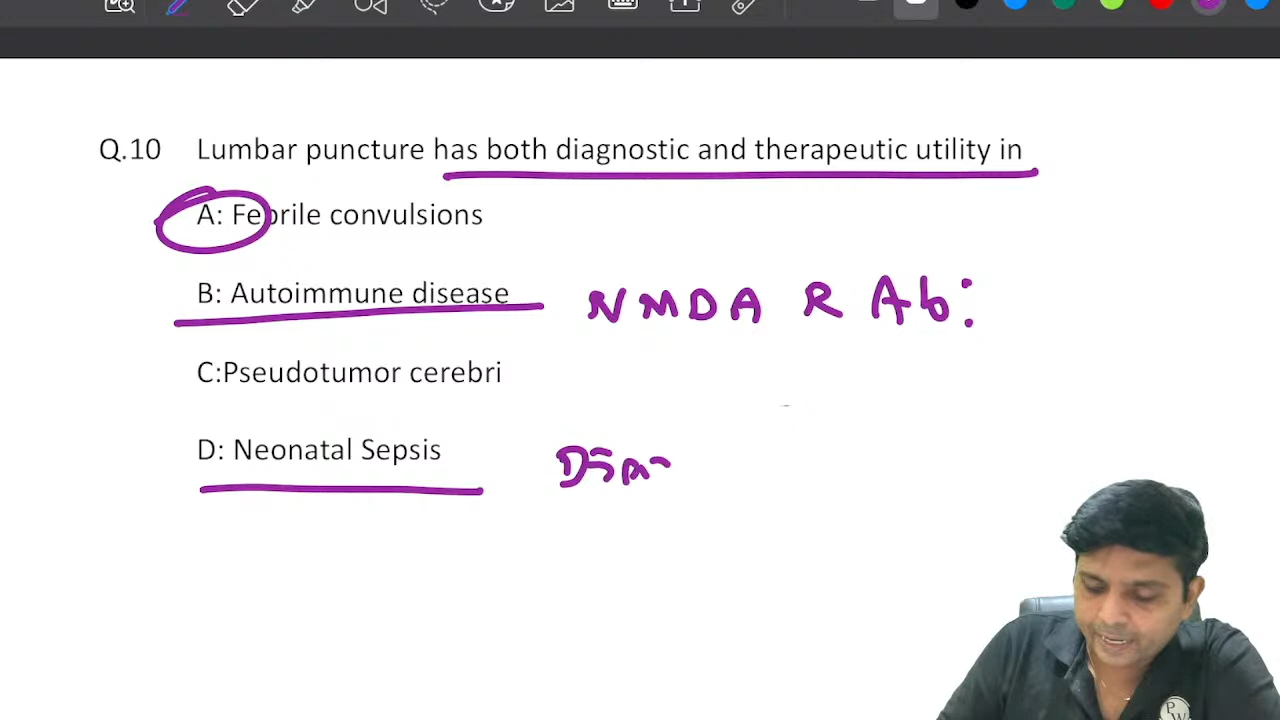 Q.10 Lumbar puncture has both diagnostic and therapeutic utility in
A: Febrile convulsions
B: Autoimmune disease NMDA R Ab:
C:Pseudotumor cerebri
D: Neonatal Sepsis
P
W